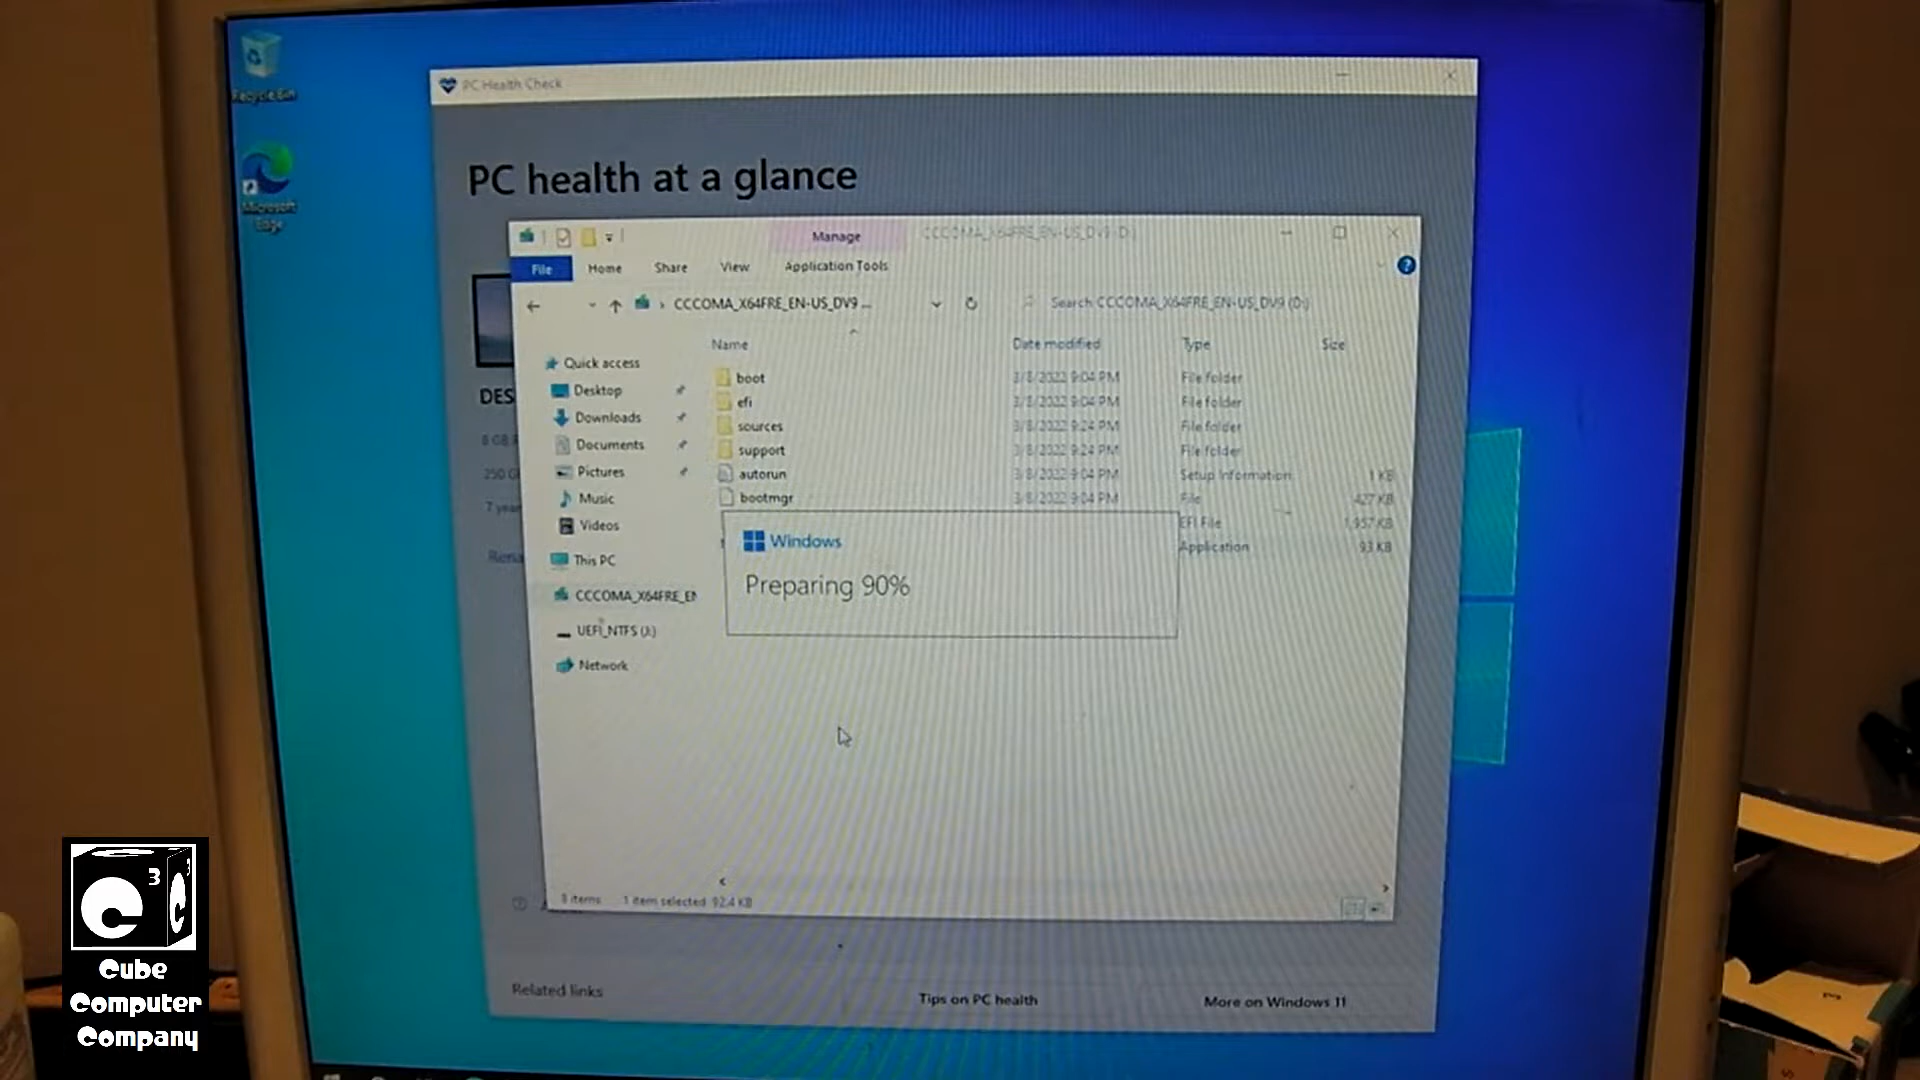 Recycle Bin
Microsoft
Edge
PC Health Check
PC health at a glance
Manage
CCCOMA_X64FRE_EN-US_DV9 (D:)
File
Home
Share
View
Application Tools
CCCOMA_X64FRE_EN-US_DV9 ...
Search CCCOMA_X64FRE_EN-US_DV9 (D:)
Name
Date modified
Type
Size
Quick access
Desktop
Downloads
Documents
Pictures
Music
Videos
This PC
CCCOMA_X64FRE_EN
UEFI_NTFS (J:)
Network
boot 3/8/2022 9:04 PM File folder
efi 3/8/2022 9:04 PM File folder
sources 3/8/2022 9:24 PM File folder
support 3/8/2022 9:24 PM File folder
autorun 3/8/2022 9:04 PM Setup Information 1 KB
bootmgr 3/8/2022 9:04 PM File 427 KB
EFI File 1,957 KB
Application 93 KB
Windows
Preparing 90%
DES
8 GB
250 G
7 year
Rena
1 item selected 92.4 KB
Related links
Tips on PC health
More on Windows 11
C3
C3
Cube
Computer
Company